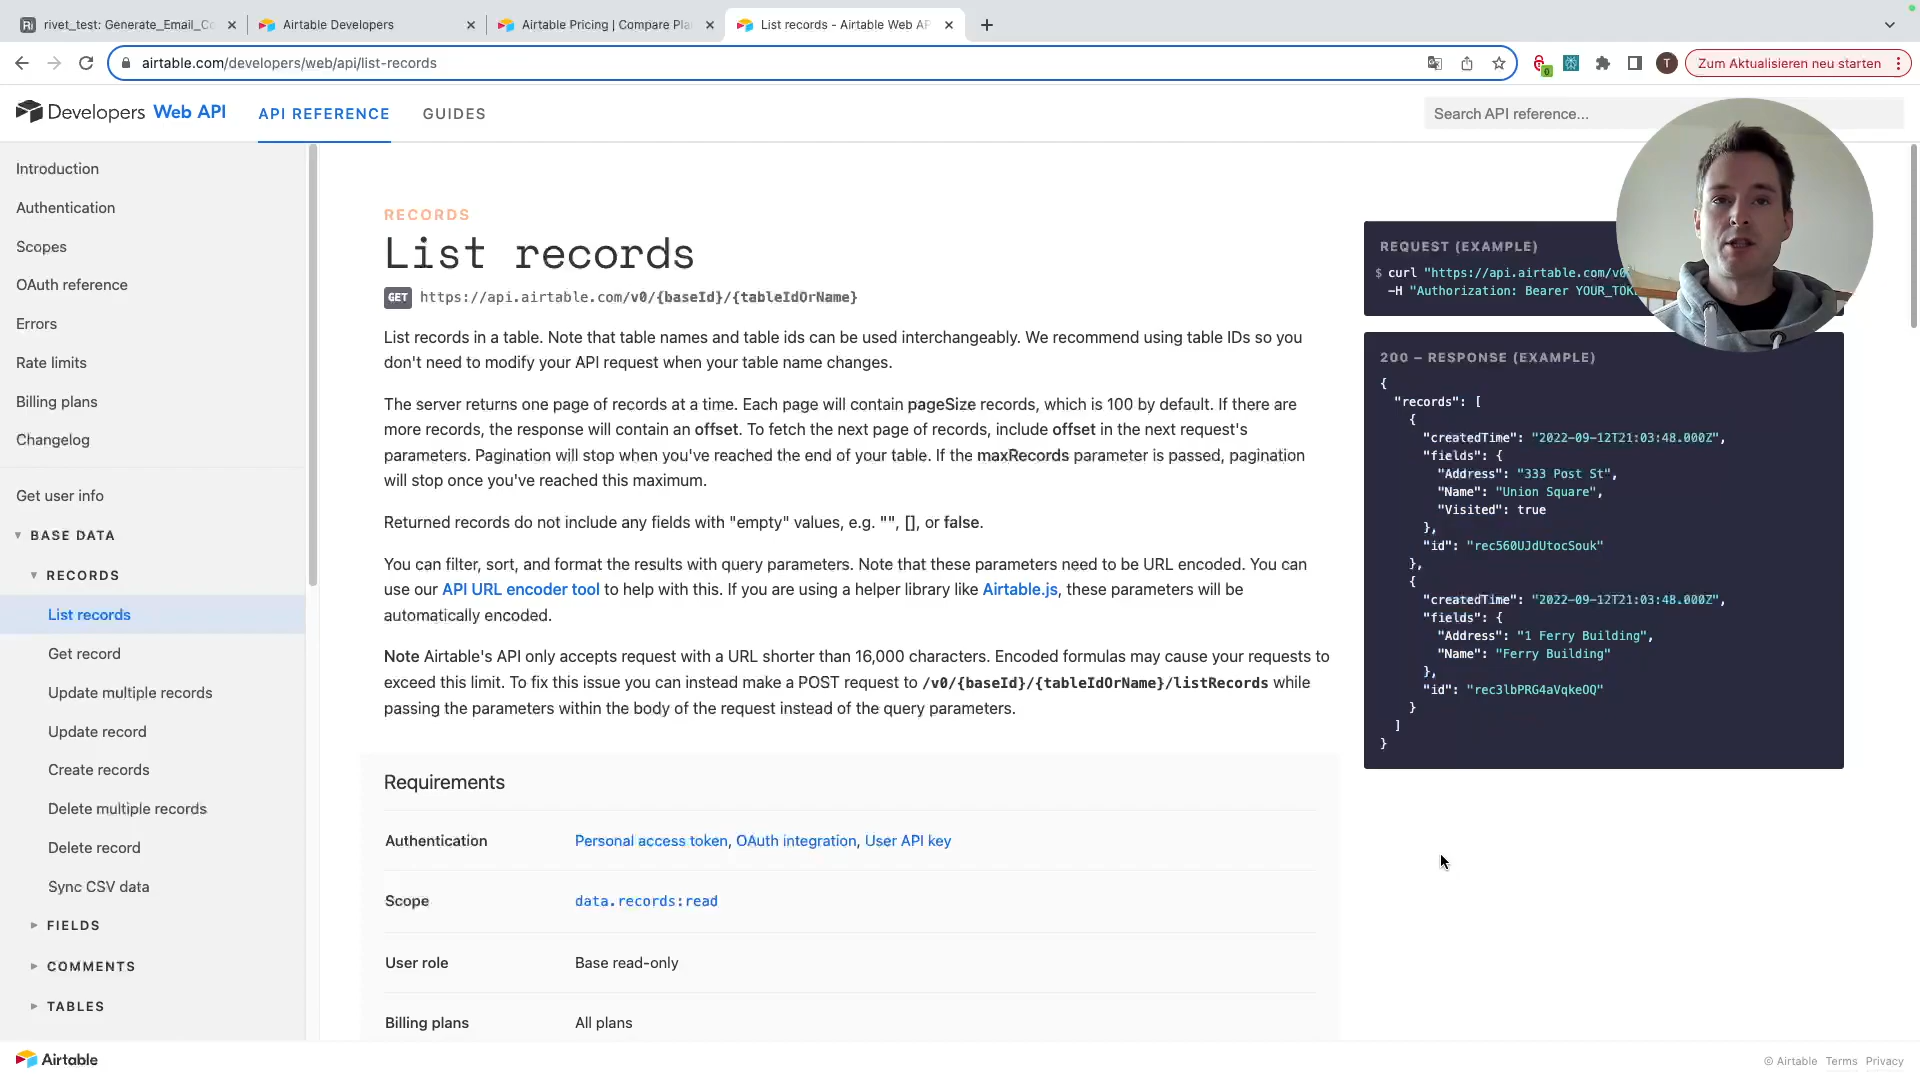 rivet_test: Generate_Email_Co
Airtable Developers
Airtable Pricing | Compare Pla
List records - Airtable Web AP
airtable.com/developers/web/api/list-records
0
T
Zum Aktualisieren neu starten
Developers Web API
API REFERENCE
GUIDES
Search API reference...
Introduction
Authentication
Scopes
OAuth reference
Errors
Rate limits
Billing plans
Changelog
Get user info
BASE DATA
RECORDS
List records
Get record
Update multiple records
Update record
Create records
Delete multiple records
Delete record
Sync CSV data
FIELDS
COMMENTS
TABLES
RECORDS
List records
GET https://api.airtable.com/v0/{baseId}/{tableIdOrName}
List records in a table. Note that table names and table ids can be used interchangeably. We recommend using table IDs so you
don't need to modify your API request when your table name changes.
The server returns one page of records at a time. Each page will contain pageSize records, which is 100 by default. If there are
more records, the response will contain an offset. To fetch the next page of records, include offset in the next request's
parameters. Pagination will stop when you've reached the end of your table. If the maxRecords parameter is passed, pagination
will stop once you've reached this maximum.
Returned records do not include any fields with "empty" values, e.g. "", [], or false.
You can filter, sort, and format the results with query parameters. Note that these parameters need to be URL encoded. You can
use our API URL encoder tool to help with this. If you are using a helper library like Airtable.js, these parameters will be
automatically encoded.
Note Airtable's API only accepts request with a URL shorter than 16,000 characters. Encoded formulas may cause your requests to
exceed this limit. To fix this issue you can instead make a POST request to /v0/{baseId}/{tableIdOrName}/listRecords while
passing the parameters within the body of the request instead of the query parameters.
Requirements
Authentication Personal access token, OAuth integration, User API key
Scope data.records:read
User role Base read-only
Billing plans All plans
REQUEST (EXAMPLE)
$ curl "https://api.airtable.com/v0
-H "Authorization: Bearer YOUR_TOK
200 – RESPONSE (EXAMPLE)
{
"records": [
{
"createdTime": "2022-09-12T21:03:48.000Z",
"fields": {
"Address": "333 Post St",
"Name": "Union Square",
"Visited": true
},
"id": "rec560UJdUtocSouk"
},
{
"createdTime": "2022-09-12T21:03:48.000Z",
"fields": {
"Address": "1 Ferry Building",
"Name": "Ferry Building"
},
"id": "rec3lbPRG4aVqkeOQ"
}
]
}
Airtable
© Airtable Terms Privacy